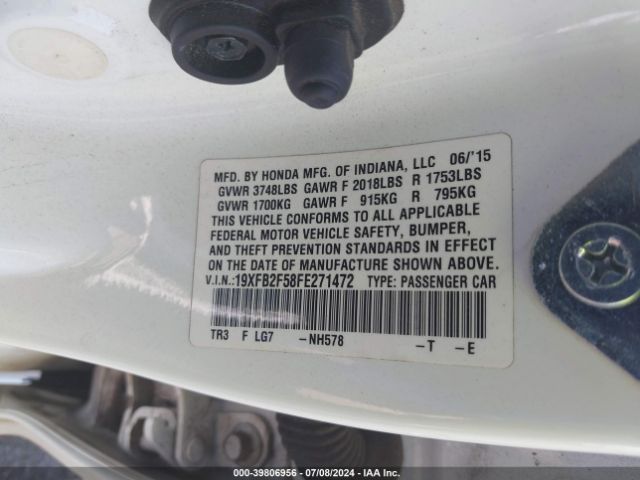 MFD. BY HONDA MFG. OF INDIANA, LLC 06/'15
GVWR 3748LBS GAWR F 2018LBS R 1753LBS
GVWR 1700KG GAWR F 915KG R 795KG
THIS VEHICLE CONFORMS TO ALL APPLICABLE
FEDERAL MOTOR VEHICLE SAFETY, BUMPER,
AND THEFT PREVENTION STANDARDS IN EFFECT
ON THE DATE OF MANUFACTURE SHOWN ABOVE.
V.I.N.:19XFB2F58FE271472 TYPE: PASSENGER CAR
TR3 F LG7 -NH578 -T -E
000-39806956 - 07/08/2024 - IAA Inc.